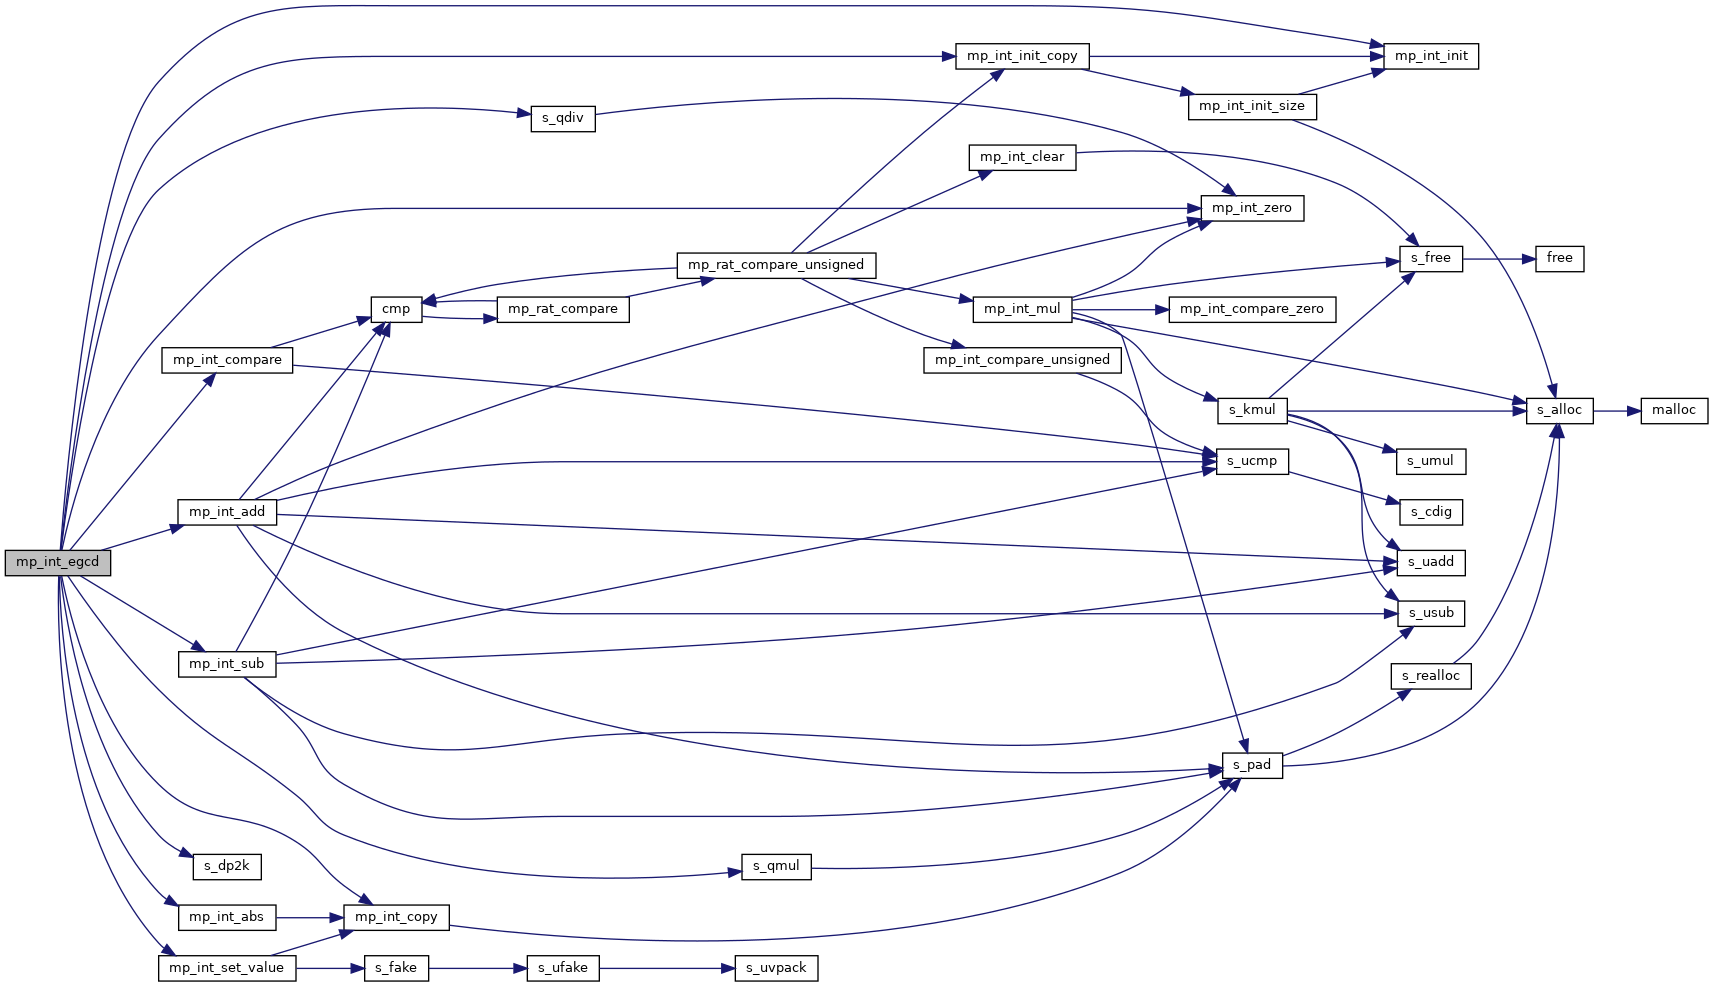 mp_int_init_copy
mp_int_init
mp_int_init_size
s_qdiv
mp_int_clear
mp_int_zero
mp_rat_compare_unsigned
s_free
free
cmp
mp_rat_compare
mp_int_mul
mp_int_compare_zero
mp_int_compare
mp_int_compare_unsigned
s_kmul
s_alloc
malloc
s_ucmp
s_umul
mp_int_add
s_cdig
mp_int_egcd
s_uadd
s_usub
mp_int_sub
s_realloc
s_pad
s_dp2k
s_qmul
mp_int_abs
mp_int_copy
mp_int_set_value
s_fake
s_ufake
s_uvpack